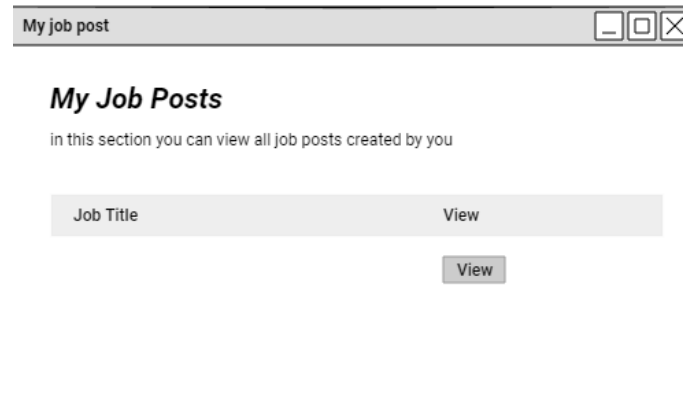 My job post
My Job Posts
in this section you can view all job posts created by you
Job Title View
View